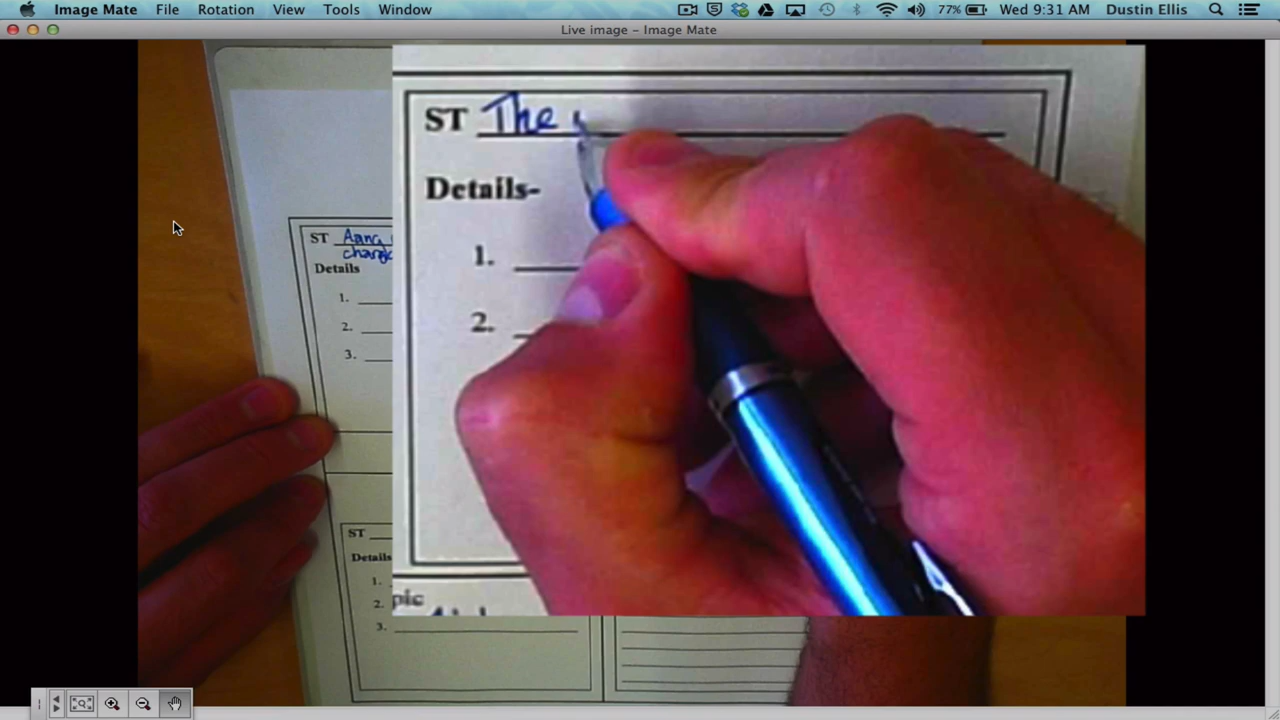 Image Mate File Rotation View Tools Window 77% Wed 9:31 AM Dustin Ellis
Live image – Image Mate
ST The
Details-
1.
2.
pic
ST Aang
Details
1.
2.
3.
ST
Details
1.
2.
3.